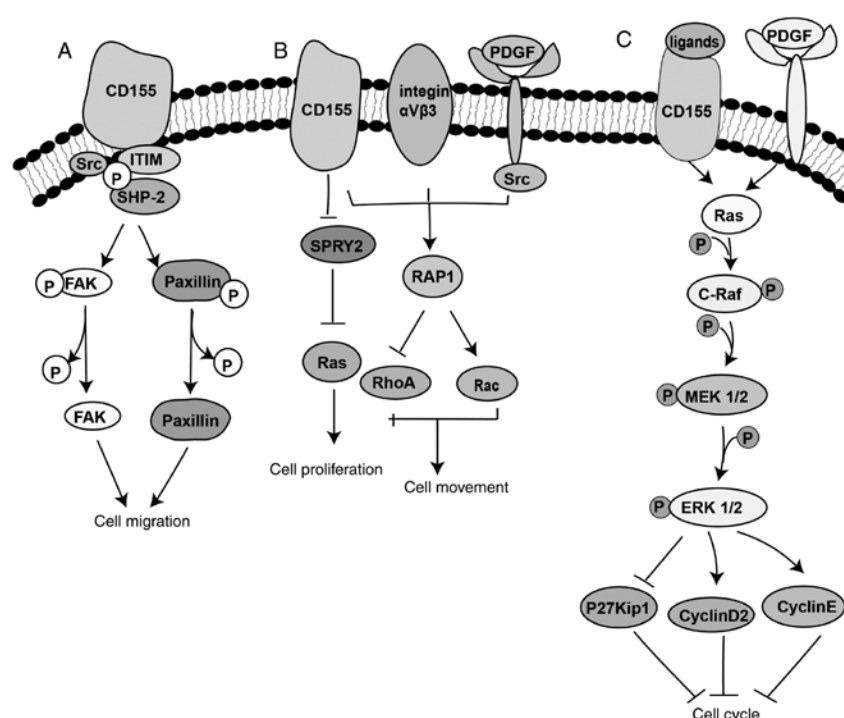 A
CD155
Src
ITIM
P
SHP-2
P
FAK
Paxillin
P
P
P
FAK
Paxillin
Cell migration
B
CD155
integin
αVβ3
PDGF
Src
SPRY2
RAP1
Ras
RhoA
Rac
Cell proliferation
Cell movement
C
ligands
PDGF
CD155
Ras
P
C-Raf
P
P
P
MEK 1/2
P
P
ERK 1/2
P27Kip1
CyclinD2
CyclinE
Cell cycle